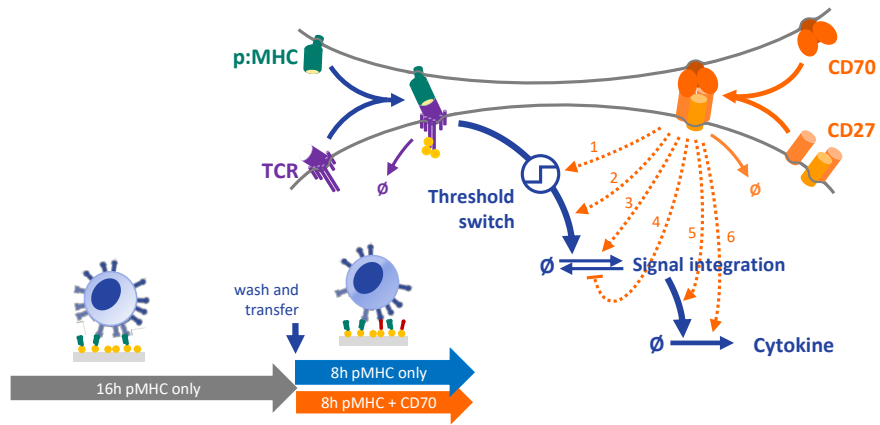 p:MHC
TCR
Ø
CD70
CD27
Ø
1
2
3
4
5
6
Threshold
switch
Ø
Signal integration
Ø
Cytokine
wash and
transfer
16h pMHC only
8h pMHC only
8h pMHC + CD70